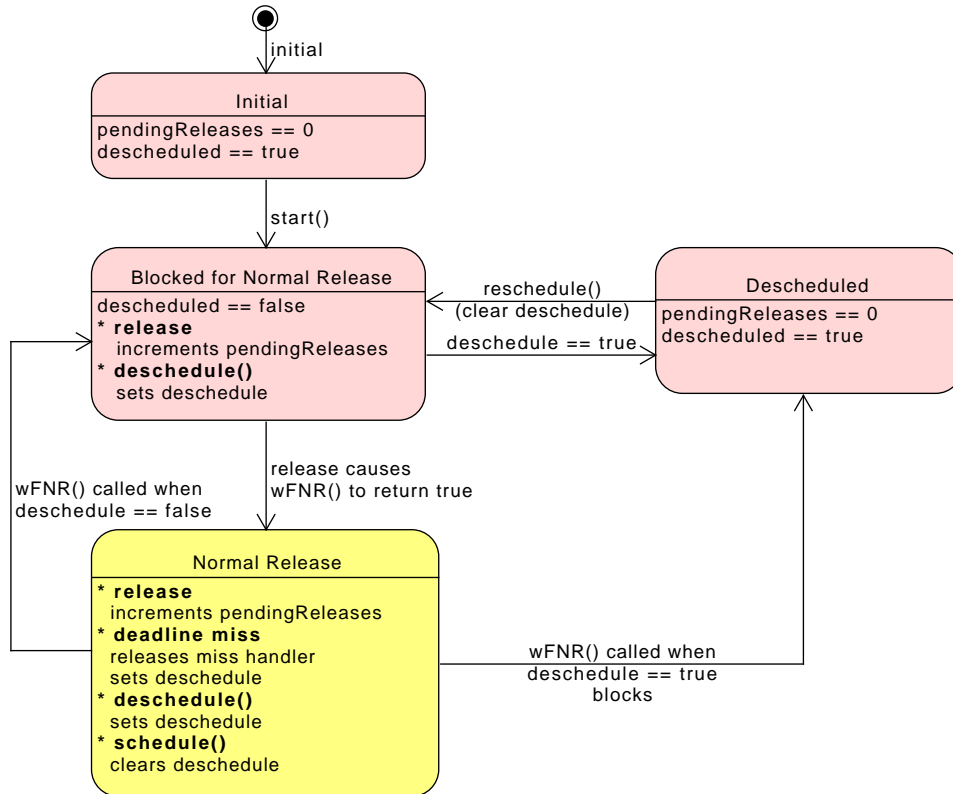 initial
Initial
pendingReleases == 0
descheduled == true
start()
Blocked for Normal Release
descheduled == false
* release
increments pendingReleases
* deschedule()
sets deschedule
reschedule()
(clear deschedule)
deschedule == true
Descheduled
pendingReleases == 0
descheduled == true
release causes
wFNR() to return true
wFNR() called when
deschedule == false
Normal Release
* release
increments pendingReleases
* deadline miss
releases miss handler
sets deschedule
* deschedule()
sets deschedule
* schedule()
clears deschedule
wFNR() called when
deschedule == true
blocks